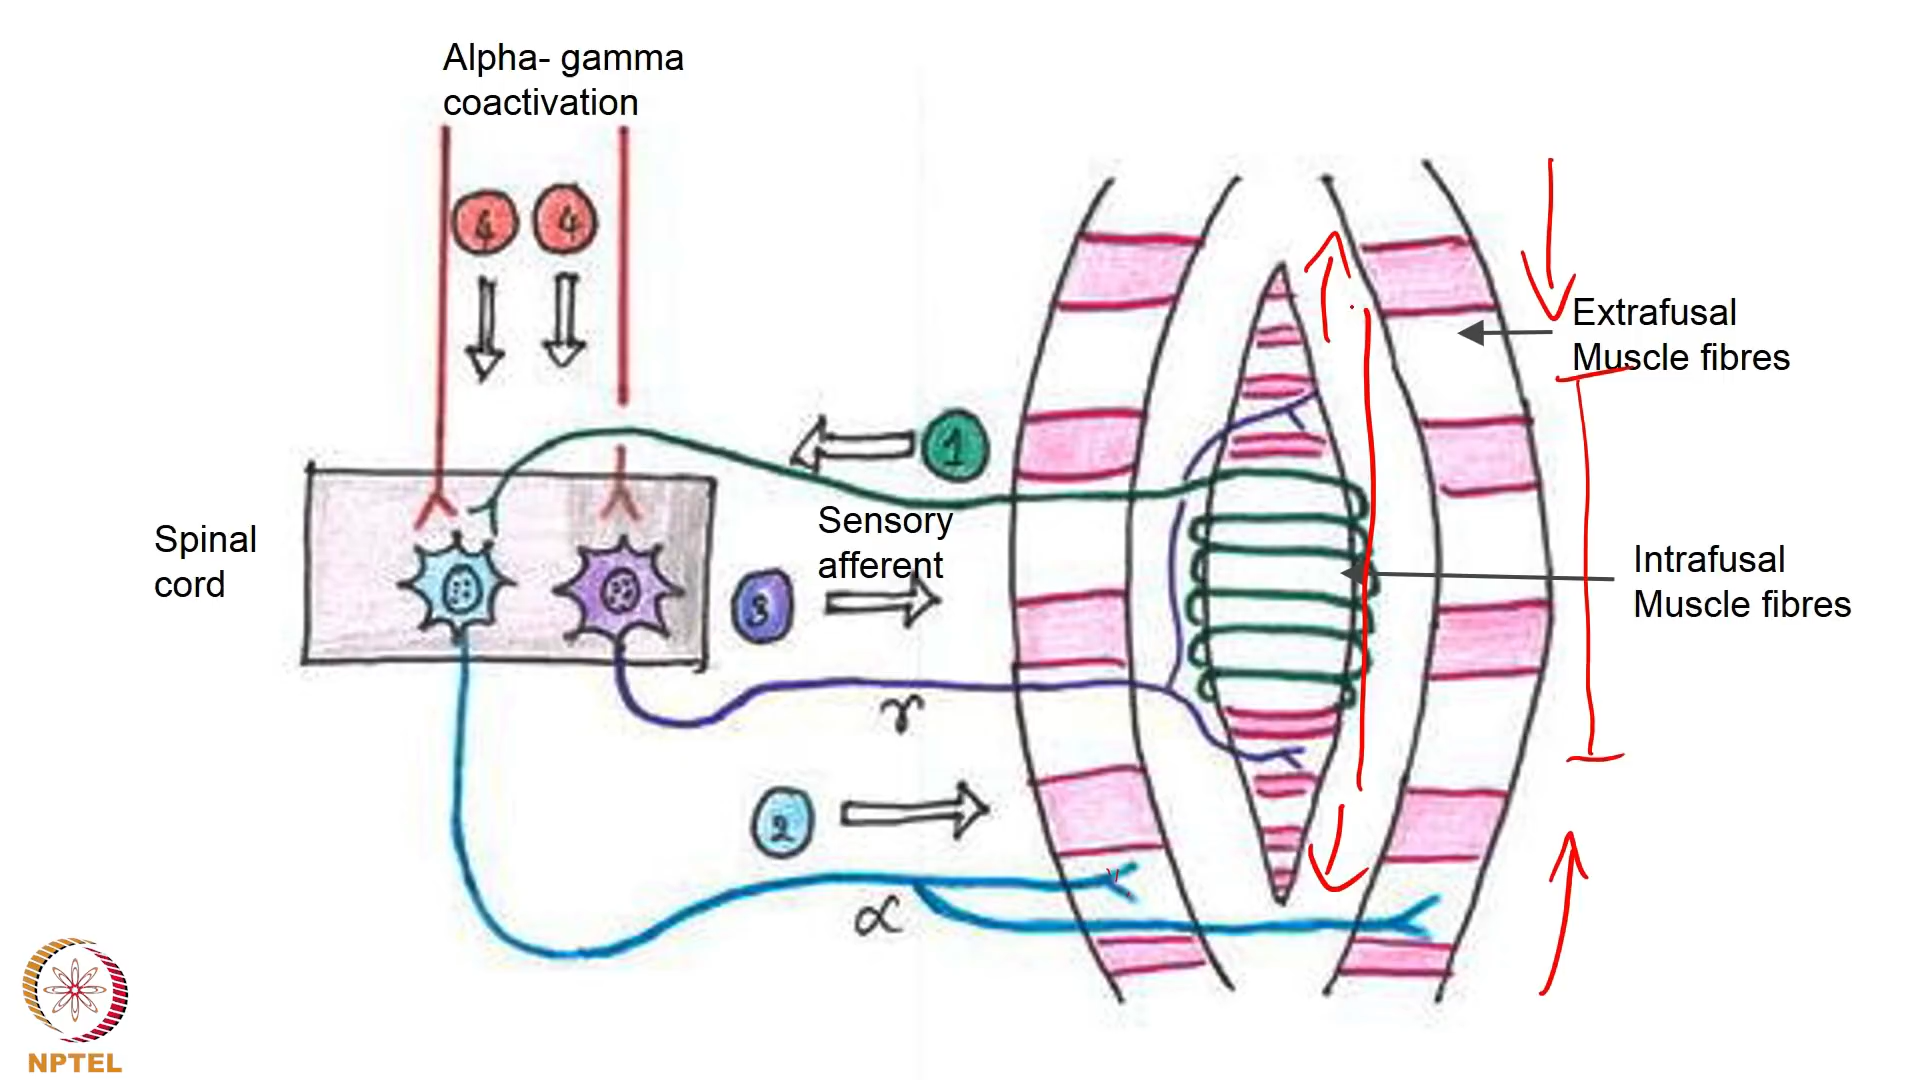 Alpha- gamma
coactivation
4 4
1
Sensory
afferent
Spinal
cord
3
γ
2
α
Extrafusal
Muscle fibres
Intrafusal
Muscle fibres
NPTEL